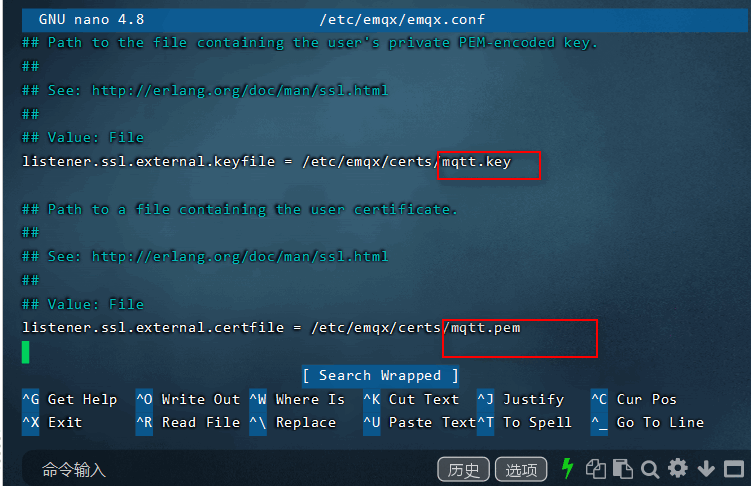 GNU nano 4.8 /etc/emqx/emqx.conf
## Path to the file containing the user's private PEM-encoded key.
##
## See: http://erlang.org/doc/man/ssl.html
##
## Value: File
listener.ssl.external.keyfile = /etc/emqx/certs/mqtt.key
## Path to a file containing the user certificate.
##
## See: http://erlang.org/doc/man/ssl.html
##
## Value: File
listener.ssl.external.certfile = /etc/emqx/certs/mqtt.pem
[ Search Wrapped ]
^G Get Help ^O Write Out ^W Where Is ^K Cut Text ^J Justify ^C Cur Pos
^X Exit ^R Read File ^\ Replace ^U Paste Text ^T To Spell ^_ Go To Line
命令输入 历史 选项